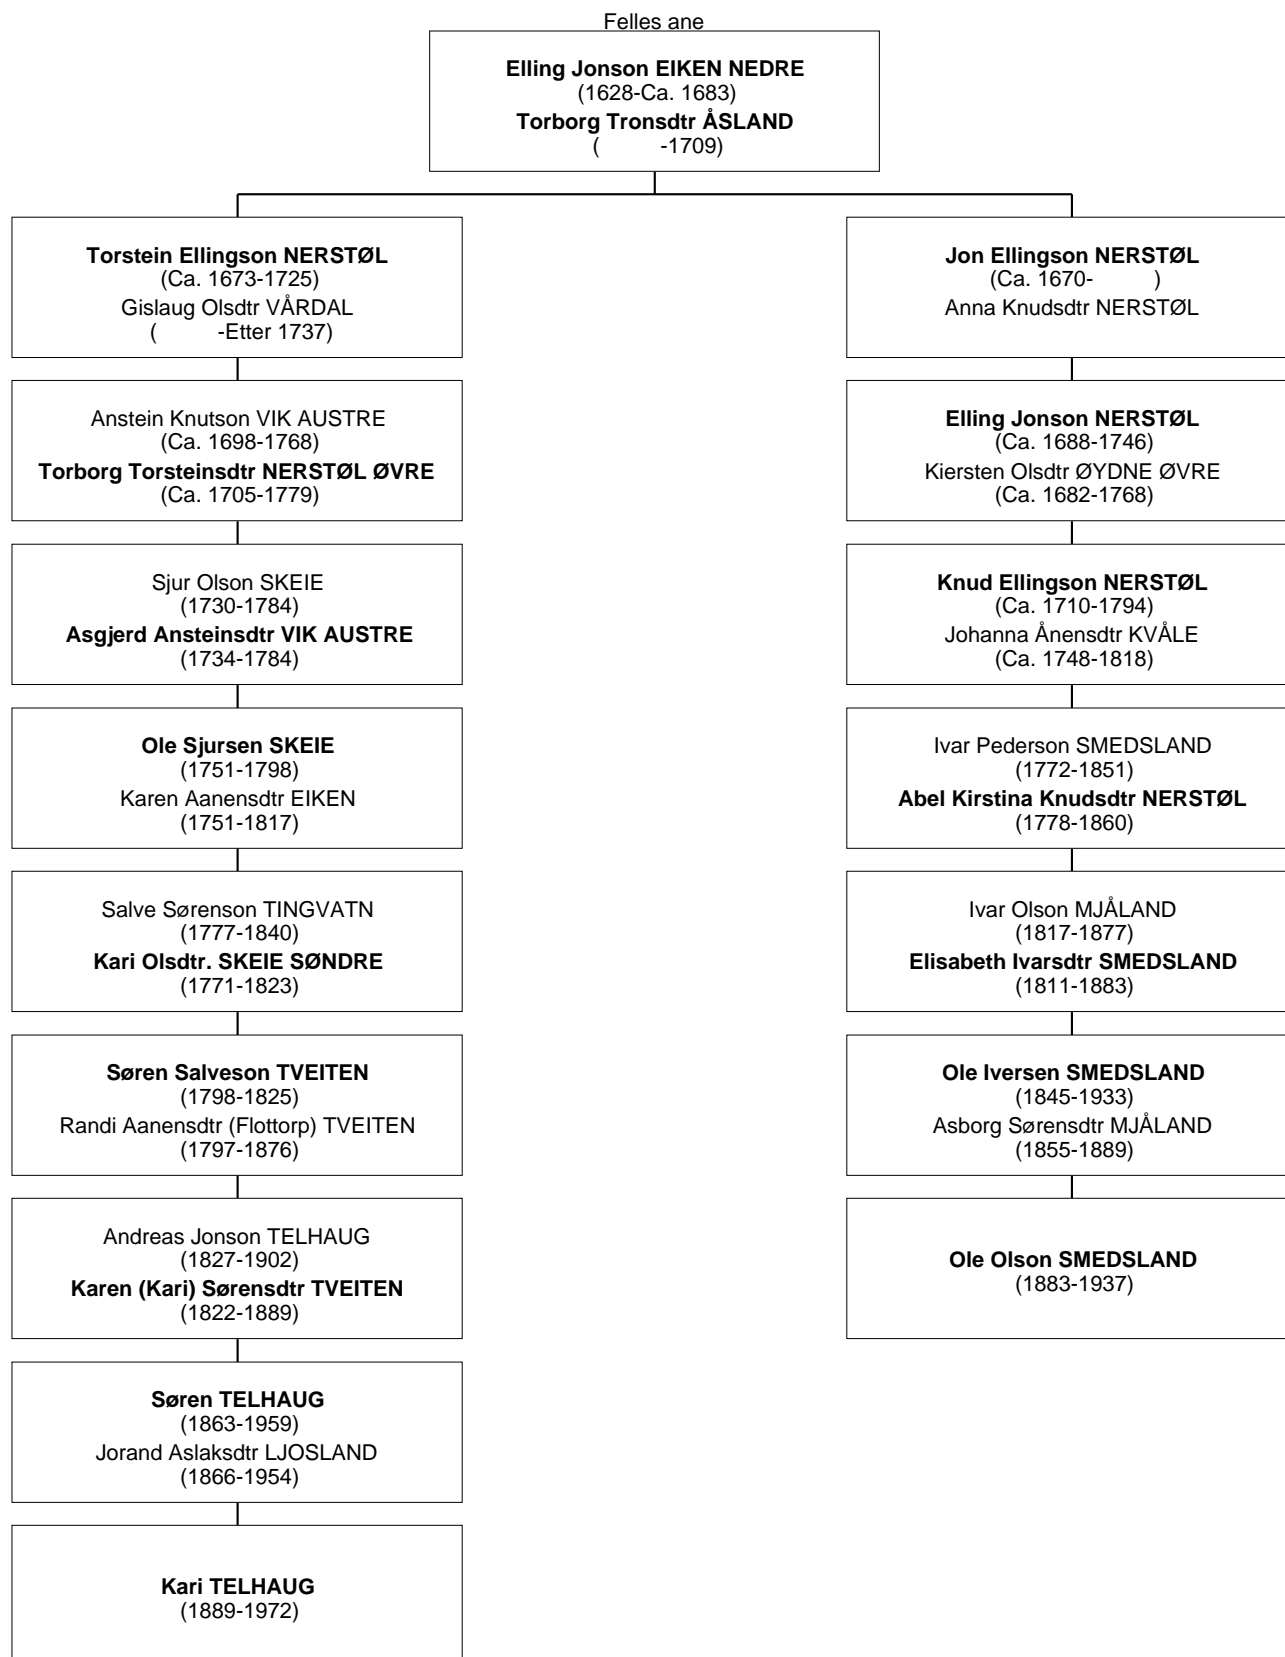 Felles ane
Elling Jonson EIKEN NEDRE
(1628-Ca. 1683)
Torborg Tronsdtr ÅSLAND
( -1709)
Torstein Ellingson NERSTØL
(Ca. 1673-1725)
Gislaug Olsdtr VÅRDAL
( -Etter 1737)
Anstein Knutson VIK AUSTRE
(Ca. 1698-1768)
Torborg Torsteinsdtr NERSTØL ØVRE
(Ca. 1705-1779)
Sjur Olson SKEIE
(1730-1784)
Asgjerd Ansteinsdtr VIK AUSTRE
(1734-1784)
Ole Sjursen SKEIE
(1751-1798)
Karen Aanensdtr EIKEN
(1751-1817)
Salve Sørenson TINGVATN
(1777-1840)
Kari Olsdtr. SKEIE SØNDRE
(1771-1823)
Søren Salveson TVEITEN
(1798-1825)
Randi Aanensdtr (Flottorp) TVEITEN
(1797-1876)
Andreas Jonson TELHAUG
(1827-1902)
Karen (Kari) Sørensdtr TVEITEN
(1822-1889)
Søren TELHAUG
(1863-1959)
Jorand Aslaksdtr LJOSLAND
(1866-1954)
Kari TELHAUG
(1889-1972)
Jon Ellingson NERSTØL
(Ca. 1670- )
Anna Knudsdtr NERSTØL
Elling Jonson NERSTØL
(Ca. 1688-1746)
Kiersten Olsdtr ØYDNE ØVRE
(Ca. 1682-1768)
Knud Ellingson NERSTØL
(Ca. 1710-1794)
Johanna Ånensdtr KVÅLE
(Ca. 1748-1818)
Ivar Pederson SMEDSLAND
(1772-1851)
Abel Kirstina Knudsdtr NERSTØL
(1778-1860)
Ivar Olson MJÅLAND
(1817-1877)
Elisabeth Ivarsdtr SMEDSLAND
(1811-1883)
Ole Iversen SMEDSLAND
(1845-1933)
Asborg Sørensdtr MJÅLAND
(1855-1889)
Ole Olson SMEDSLAND
(1883-1937)